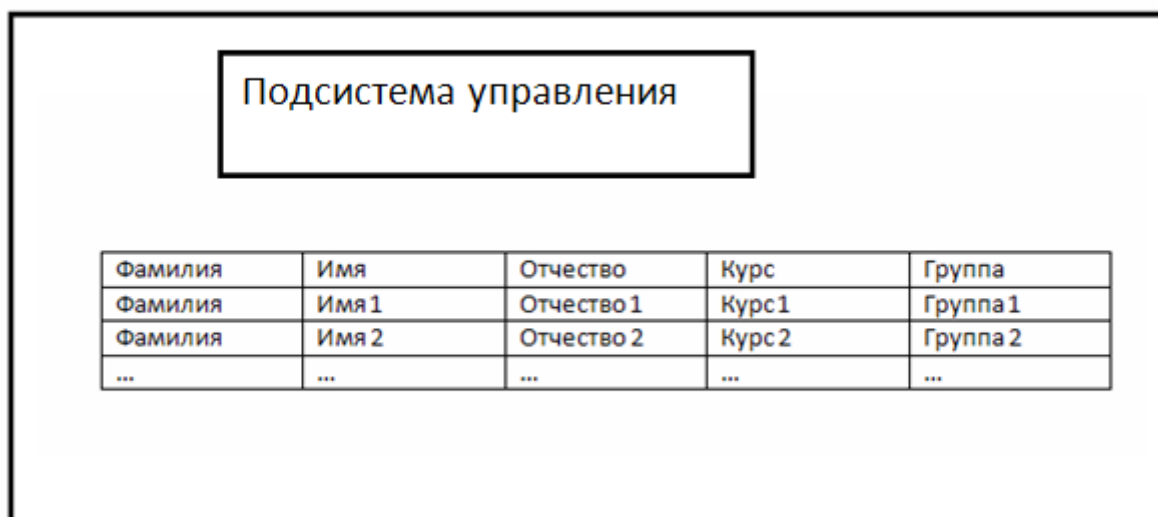 Подсистема управления
Фамилия Имя Отчество Курс Группа
Фамилия Имя 1 Отчество 1 Курс 1 Группа 1
Фамилия Имя 2 Отчество 2 Курс 2 Группа 2
... ... ... ... ...